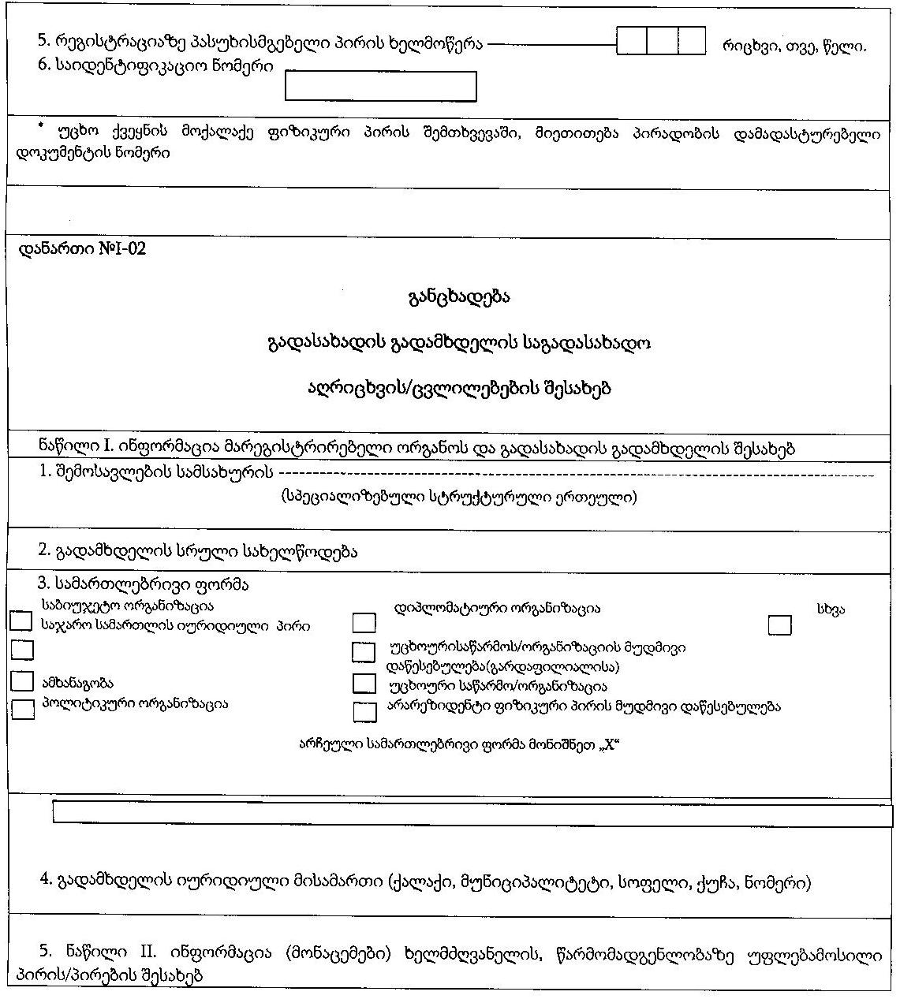 5. რეგისტრაციაზე პასუხისმგებელი პირის ხელმოწერა რიცხვი, თვე, წელი.
6. საიდენტიფიკაციო ნომერი
* უცხო ქვეყნის მოქალაქე ფიზიკური პირის შემთხვევაში, მიეთითება პირადობის დამადასტურებელი
დოკუმენტის ნომერი
დანართი №I-02
განცხადება
გადასახადის გადამხდელის საგადასახადო
აღრიცხვის/ცვლილებების შესახებ
ნაწილი I. ინფორმაცია მარეგისტრირებელი ორგანოს და გადასახადის გადამხდელის შესახებ
1. შემოსავლების სამსახურის
(სპეციალიზებული სტრუქტურული ერთეული)
2. გადამხდელის სრული სახელწოდება
3. სამართლებრივი ფორმა
საბიუჯეტო ორგანიზაცია
საჯარო სამართლის იურიდიული პირი
ამხანაგობა
პოლიტიკური ორგანიზაცია
დიპლომატიური ორგანიზაცია
უცხოურისაწარმოს/ორგანიზაციის მუდმივი
დაწესებულება(გარდაფილიალისა)
უცხოური საწარმო/ორგანიზაცია
არარეზიდენტი ფიზიკური პირის მუდმივი დაწესებულება
სხვა
არჩეული სამართლებრივი ფორმა მონიშნეთ „X“
4. გადამხდელის იურიდიული მისამართი (ქალაქი, მუნიციპალიტეტი, სოფელი, ქუჩა, ნომერი)
5. ნაწილი II. ინფორმაცია (მონაცემები) ხელმძღვანელის, წარმომადგენლობაზე უფლებამოსილი
პირის/პირების შესახებ